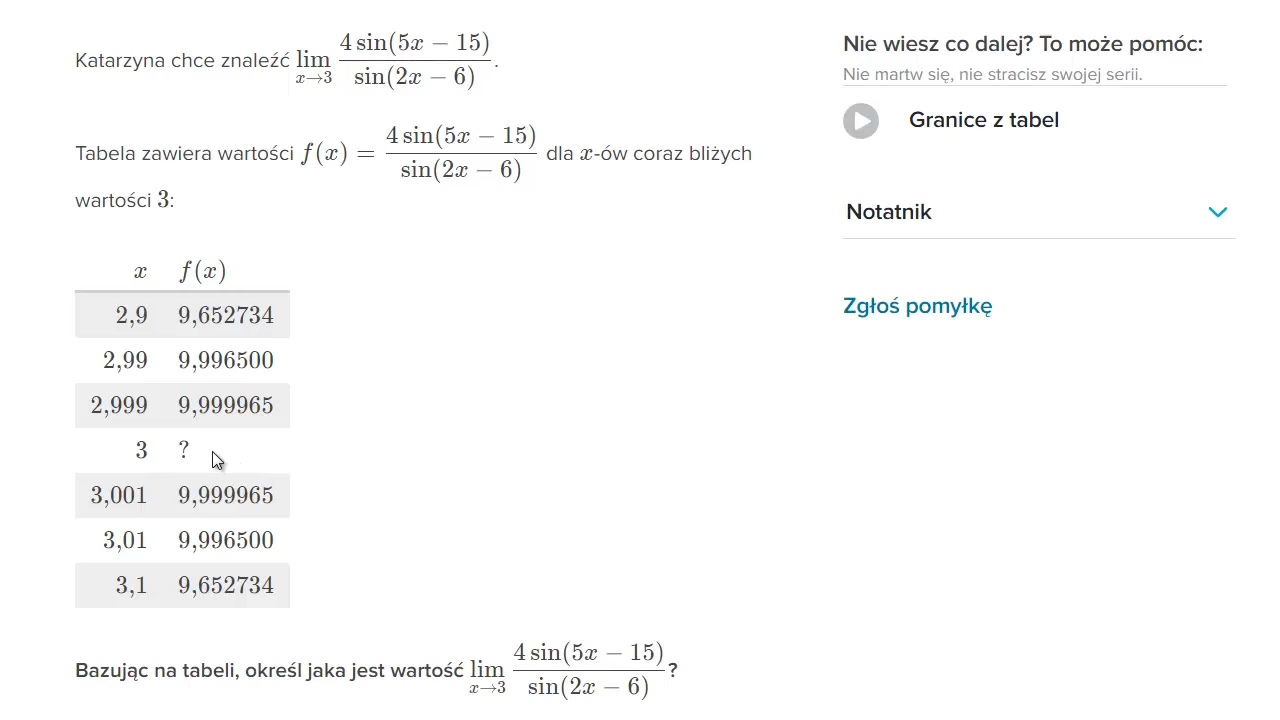 Katarzyna chce znaleźć lim x→3 4 sin(5x − 15) / sin(2x − 6).
Tabela zawiera wartości f(x) = 4 sin(5x − 15) / sin(2x − 6) dla x-ów coraz bliżych
wartości 3:
x f(x)
2,9 9,652734
2,99 9,996500
2,999 9,999965
3 ?
3,001 9,999965
3,01 9,996500
3,1 9,652734
Bazując na tabeli, określ jaka jest wartość lim x→3 4 sin(5x − 15) / sin(2x − 6)?
Nie wiesz co dalej? To może pomóc:
Nie martw się, nie stracisz swojej serii.
Granice z tabel
Notatnik
Zgłoś pomyłkę